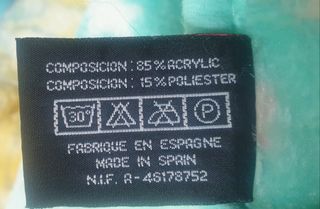 COMPOSICION: 85% ACRYLIC
COMPOSICION: 15% POLIESTER
30° P
FABRIQUE EN ESPAGNE
MADE IN SPAIN
N.I.F. A-46178752